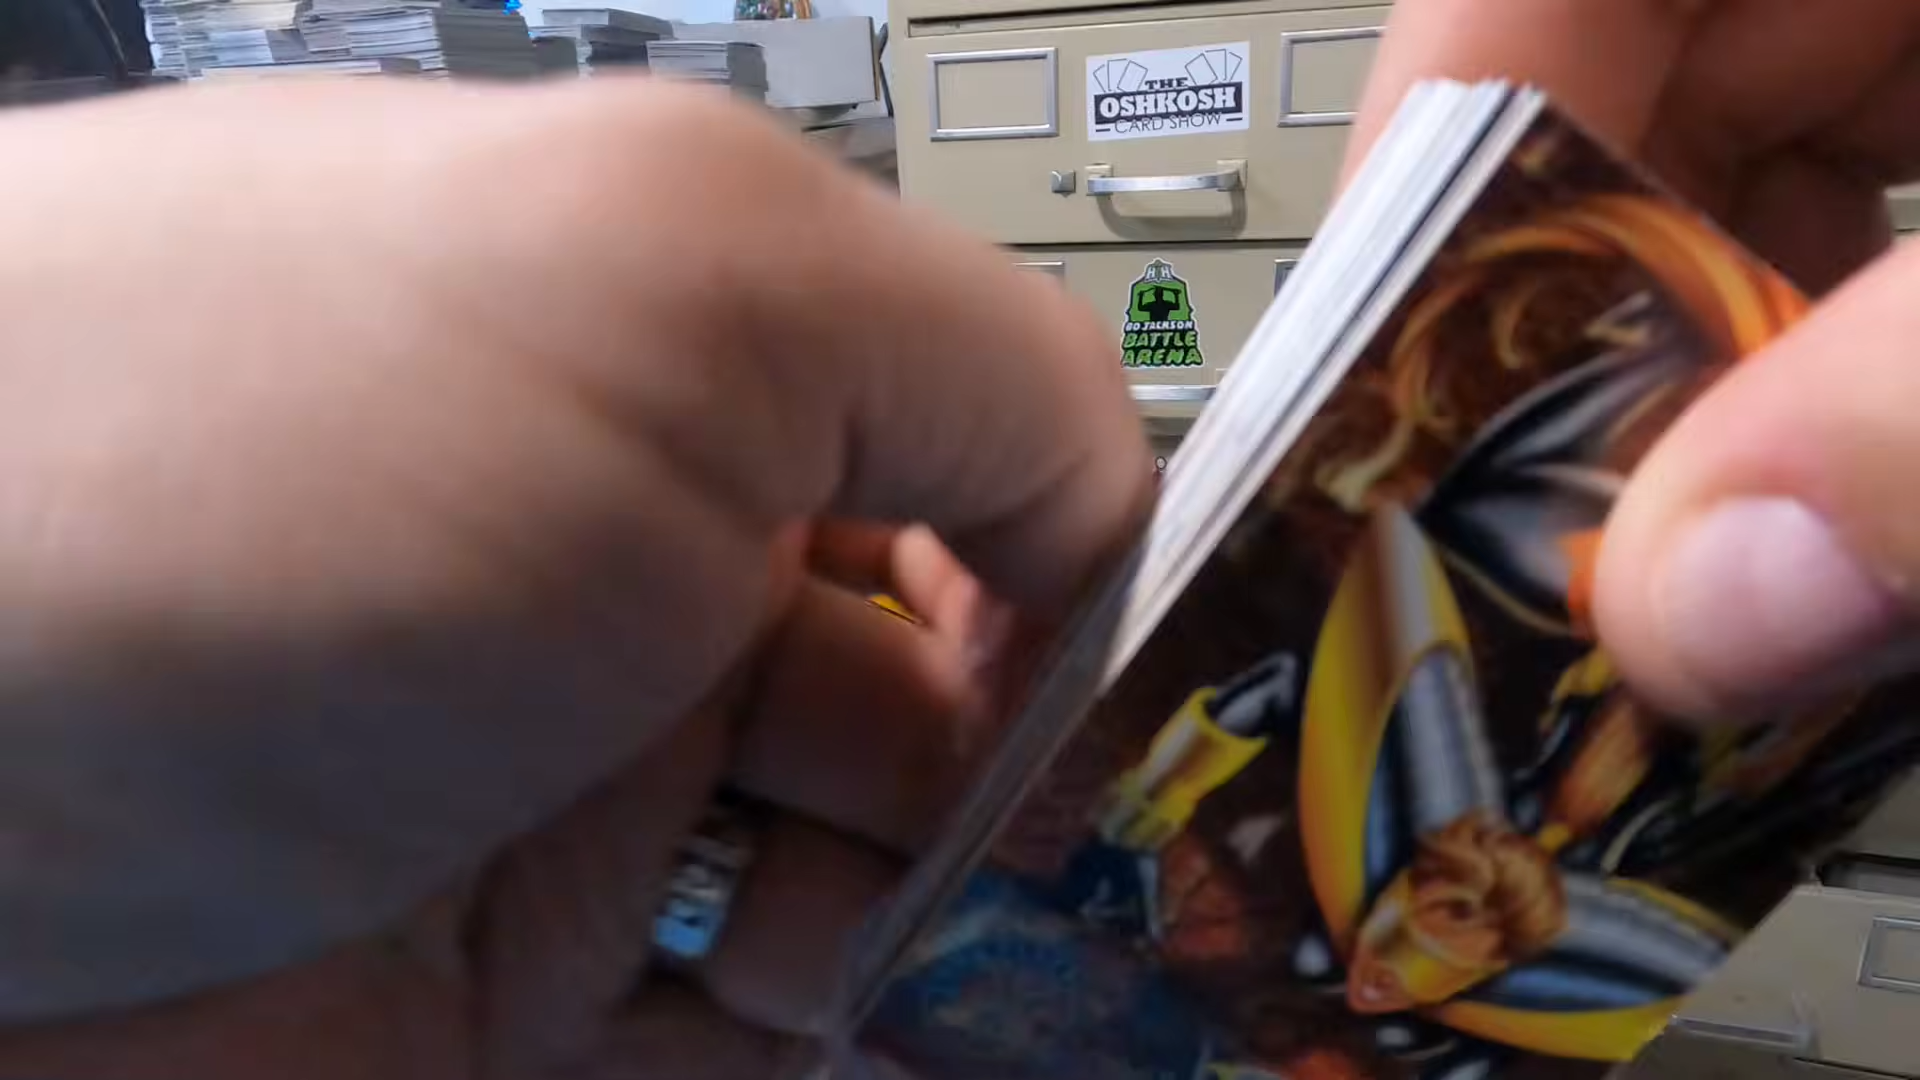 THE
OSHKOSH
CARD SHOW
BO JACKSON
BATTLE
ARENA